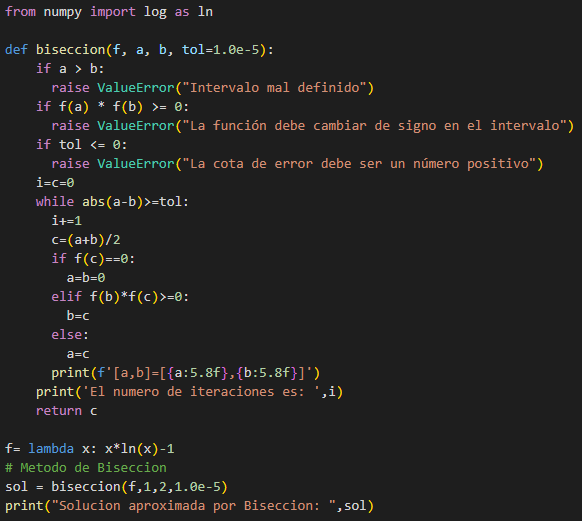 from numpy import log as ln

def biseccion(f, a, b, tol=1.0e-5):
    if a > b:
      raise ValueError("Intervalo mal definido")
    if f(a) * f(b) >= 0:
      raise ValueError("La función debe cambiar de signo en el intervalo")
    if tol <= 0:
      raise ValueError("La cota de error debe ser un número positivo")
    i=c=0
    while abs(a-b)>=tol:
      i+=1
      c=(a+b)/2
      if f(c)==0:
        a=b=0
      elif f(b)*f(c)>=0:
        b=c
      else:
        a=c
      print(f'[a,b]=[{a:5.8f},{b:5.8f}]')
    print('El numero de iteraciones es: ',i)
    return c

f= lambda x: x*ln(x)-1
# Metodo de Biseccion
sol = biseccion(f,1,2,1.0e-5)
print("Solucion aproximada por Biseccion: ",sol)